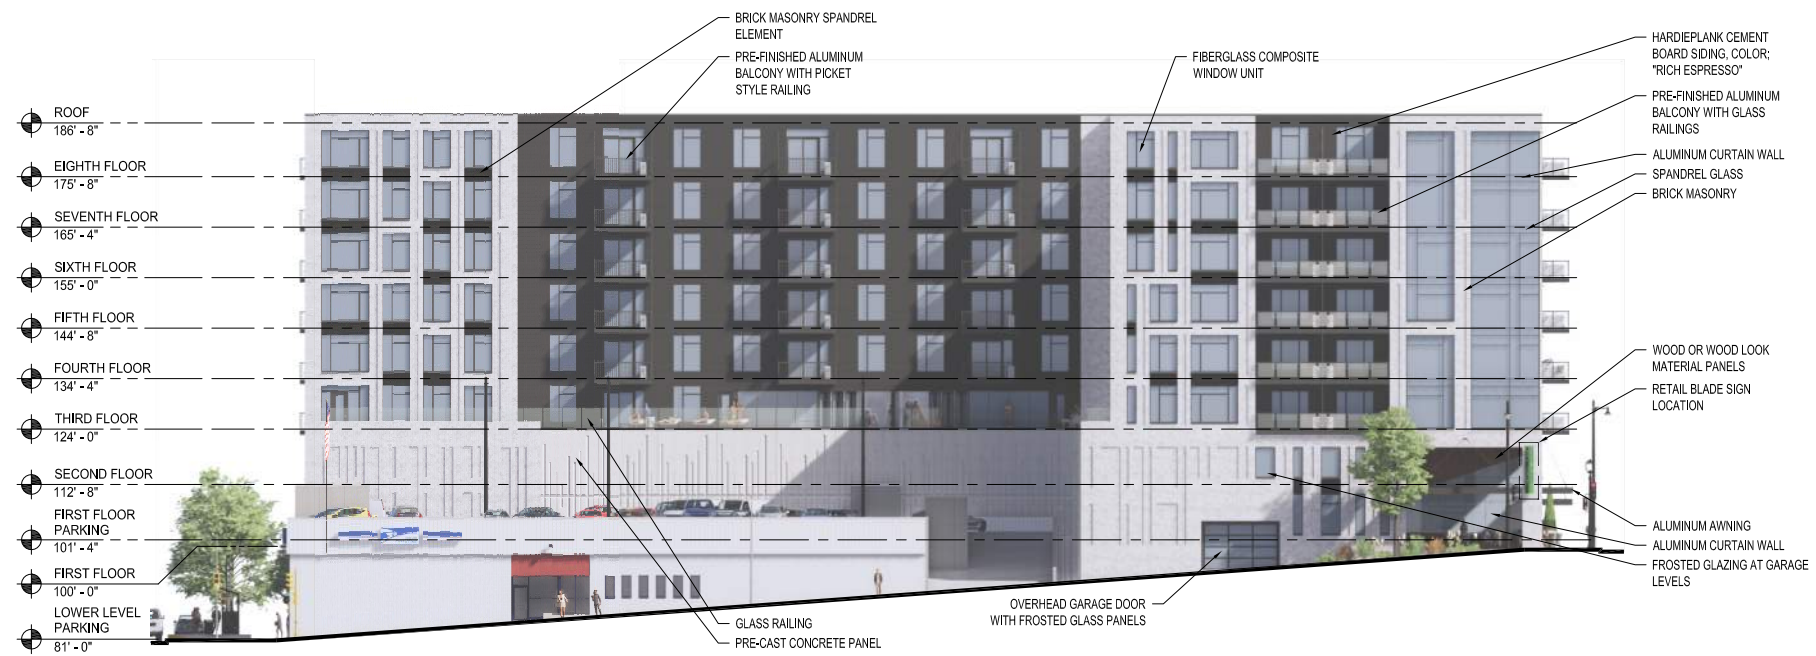 BRICK MASONRY SPANDREL
ELEMENT
PRE-FINISHED ALUMINUM
BALCONY WITH PICKET
STYLE RAILING
FIBERGLASS COMPOSITE
WINDOW UNIT
HARDIEPLANK CEMENT
BOARD SIDING, COLOR;
"RICH ESPRESSO"
PRE-FINISHED ALUMINUM
BALCONY WITH GLASS
RAILINGS
ALUMINUM CURTAIN WALL
SPANDREL GLASS
BRICK MASONRY
WOOD OR WOOD LOOK
MATERIAL PANELS
RETAIL BLADE SIGN
LOCATION
ALUMINUM AWNING
ALUMINUM CURTAIN WALL
FROSTED GLAZING AT GARAGE
LEVELS
ROOF
186' - 8"
EIGHTH FLOOR
175' - 8"
SEVENTH FLOOR
165' - 4"
SIXTH FLOOR
155' - 0"
FIFTH FLOOR
144' - 8"
FOURTH FLOOR
134' - 4"
THIRD FLOOR
124' - 0"
SECOND FLOOR
112' - 8"
FIRST FLOOR
PARKING
101' - 4"
FIRST FLOOR
100' - 0"
LOWER LEVEL
PARKING
81' - 0"
OVERHEAD GARAGE DOOR
WITH FROSTED GLASS PANELS
GLASS RAILING
PRE-CAST CONCRETE PANEL